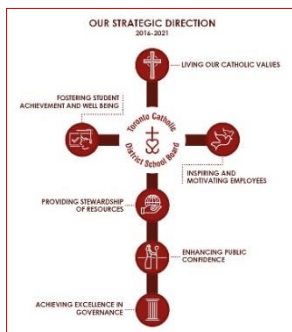 OUR STRATEGIC DIRECTION
2016-2021
LIVING OUR CATHOLIC VALUES
FOSTERING STUDENT
ACHIEVEMENT AND WELL BEING
Toronto Catholic
District School Board
INSPIRING AND
MOTIVATING EMPLOYEES
PROVIDING STEWARDSHIP
OF RESOURCES
ENHANCING PUBLIC
CONFIDENCE
ACHIEVING EXCELLENCE IN
GOVERNANCE